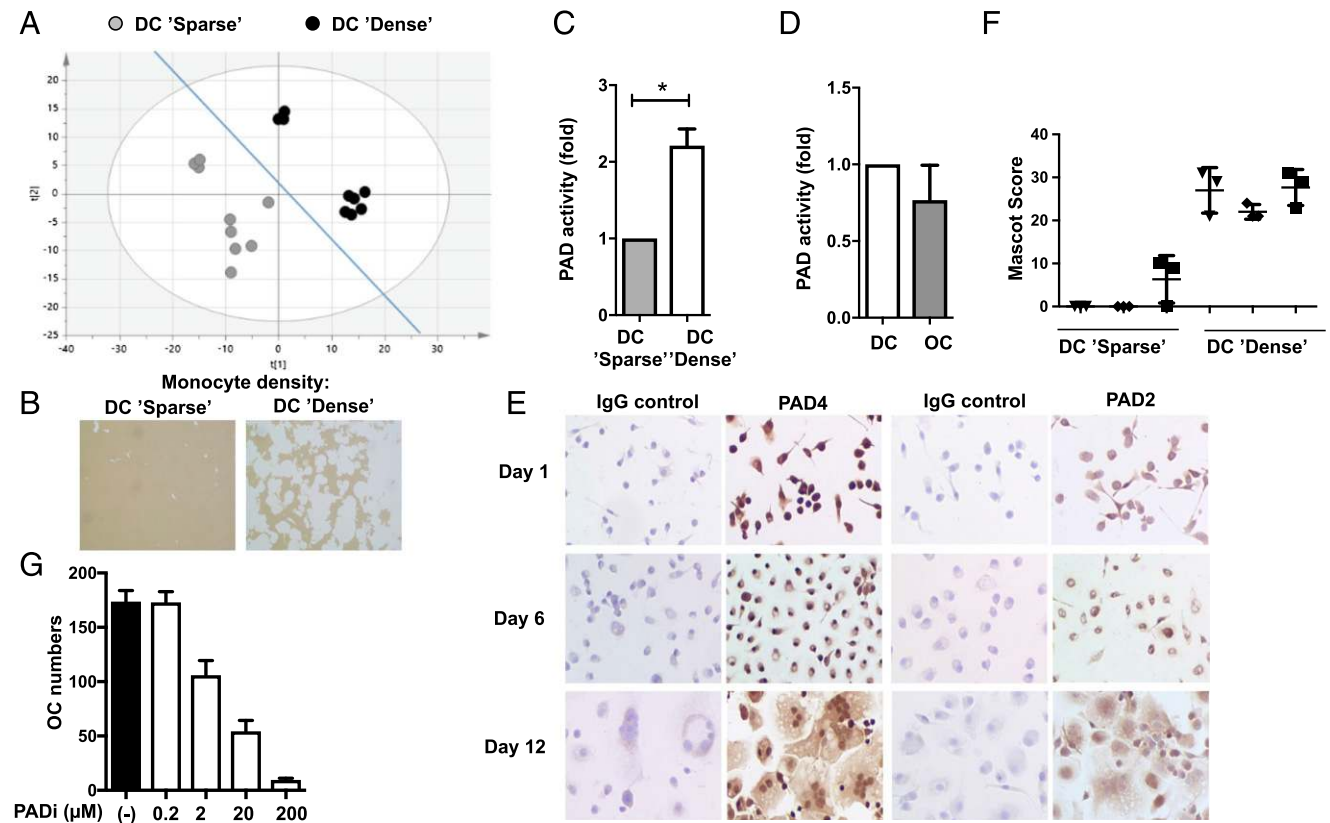 A
DC 'Sparse'
DC 'Dense'
t[2]
20
15
10
5
0
-5
-10
-15
-20
-25
-40
-30
-20
-10
0
10
20
30
t[1]
B
Monocyte density:
DC 'Sparse'
DC 'Dense'
C
PAD activity (fold)
3
2
1
0
*
DC
'Sparse'
DC
'Dense'
D
PAD activity (fold)
1.5
1.0
0.5
0.0
DC
OC
F
Mascot Score
40
30
20
10
0
DC 'Sparse'
DC 'Dense'
E
IgG control
PAD4
IgG control
PAD2
Day 1
Day 6
Day 12
G
OC numbers
200
150
100
50
0
PADi (μM)
(-)
0.2
2
20
200